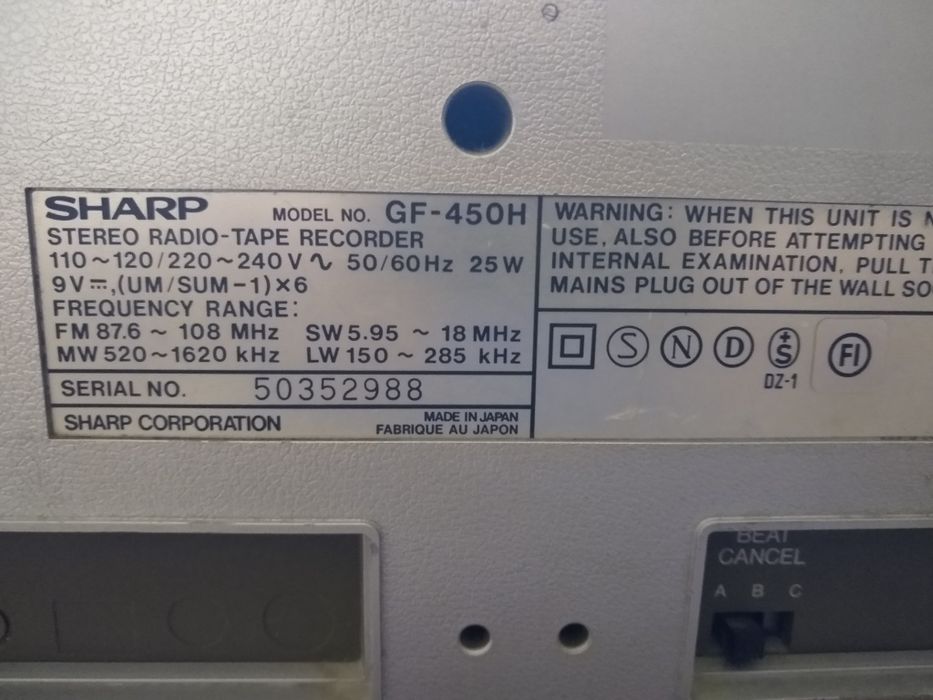 SHARP MODEL NO. GF-450H
STEREO RADIO-TAPE RECORDER
110~120/220~240V∿ 50/60Hz 25W
9V⎓,(UM/SUM-1)×6
FREQUENCY RANGE:
FM 87.6 ~ 108 MHz SW 5.95 ~ 18 MHz
MW 520~1620 kHz LW 150 ~ 285 kHz
SERIAL NO. 50352988
SHARP CORPORATION
MADE IN JAPAN
FABRIQUE AU JAPON
WARNING: WHEN THIS UNIT IS
USE, ALSO BEFORE ATTEMPTING
INTERNAL EXAMINATION, PULL
MAINS PLUG OUT OF THE WALL
S N D +S FI
DZ-1
BEAT
CANCEL
A B C